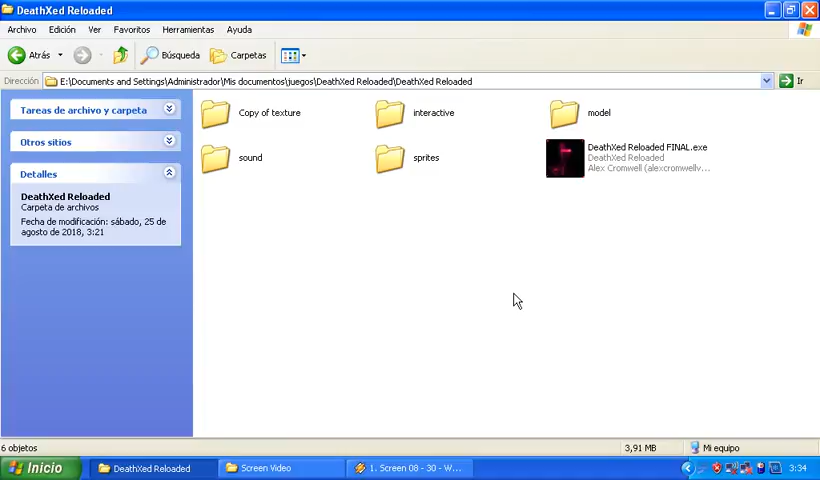 DeathXed Reloaded
Archivo Edición Ver Favoritos Herramientas Ayuda
Atrás Búsqueda Carpetas
Dirección E:\Documents and Settings\Administrador\Mis documentos\juegos\DeathXed Reloaded\DeathXed Reloaded Ir
Tareas de archivo y carpeta
Otros sitios
Detalles
DeathXed Reloaded
Carpeta de archivos
Fecha de modificación: sábado, 25 de
agosto de 2018, 3:21
Copy of texture interactive model
sound sprites
DeathXed Reloaded FINAL.exe
DeathXed Reloaded
Alex Cromwell (alexcromwellv...
6 objetos 3,91 MB Mi equipo
Inicio DeathXed Reloaded Screen Video 1. Screen 08 - 30 - W... 3:34